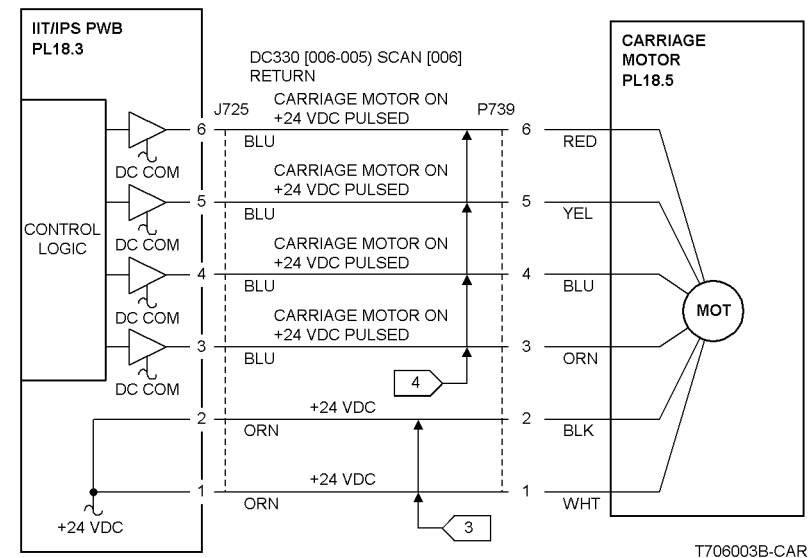 IIT/IPS PWB
PL18.3
CARRIAGE
MOTOR
PL18.5
DC330 [006-005) SCAN [006]
RETURN
J725
P739
CARRIAGE MOTOR ON
+24 VDC PULSED
6
BLU
6
RED
DC COM
CARRIAGE MOTOR ON
+24 VDC PULSED
5
BLU
5
YEL
CONTROL
LOGIC
DC COM
CARRIAGE MOTOR ON
+24 VDC PULSED
4
BLU
4
BLU
MOT
DC COM
CARRIAGE MOTOR ON
+24 VDC PULSED
3
BLU
3
ORN
DC COM
4
+24 VDC
2
ORN
2
BLK
+24 VDC
1
ORN
1
WHT
+24 VDC
3
T706003B-CAR